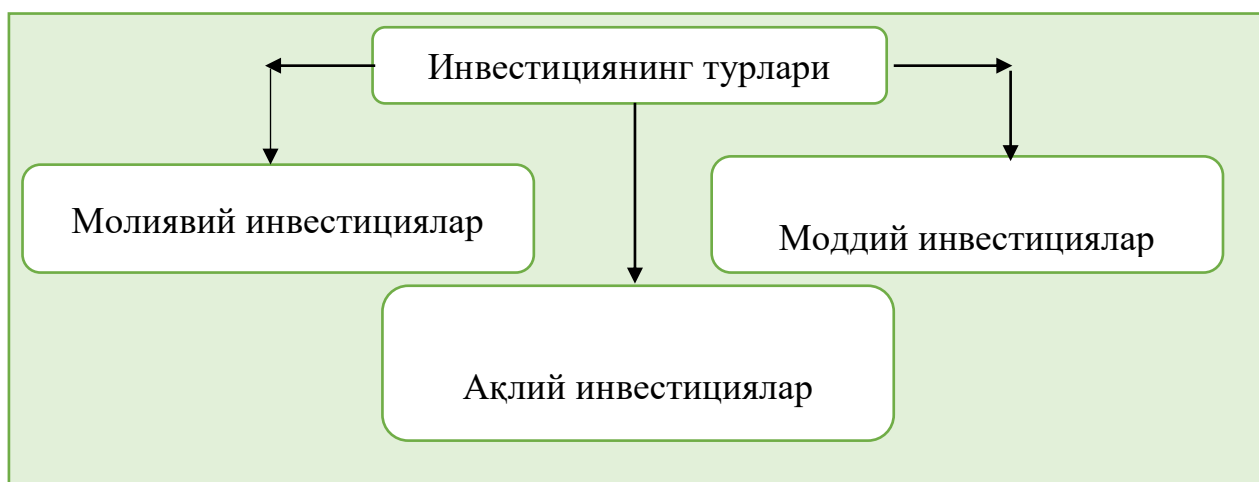 Инвестициянинг турлари
Молиявий инвестициялар
Моддий инвестициялар
Ақлий инвестициялар